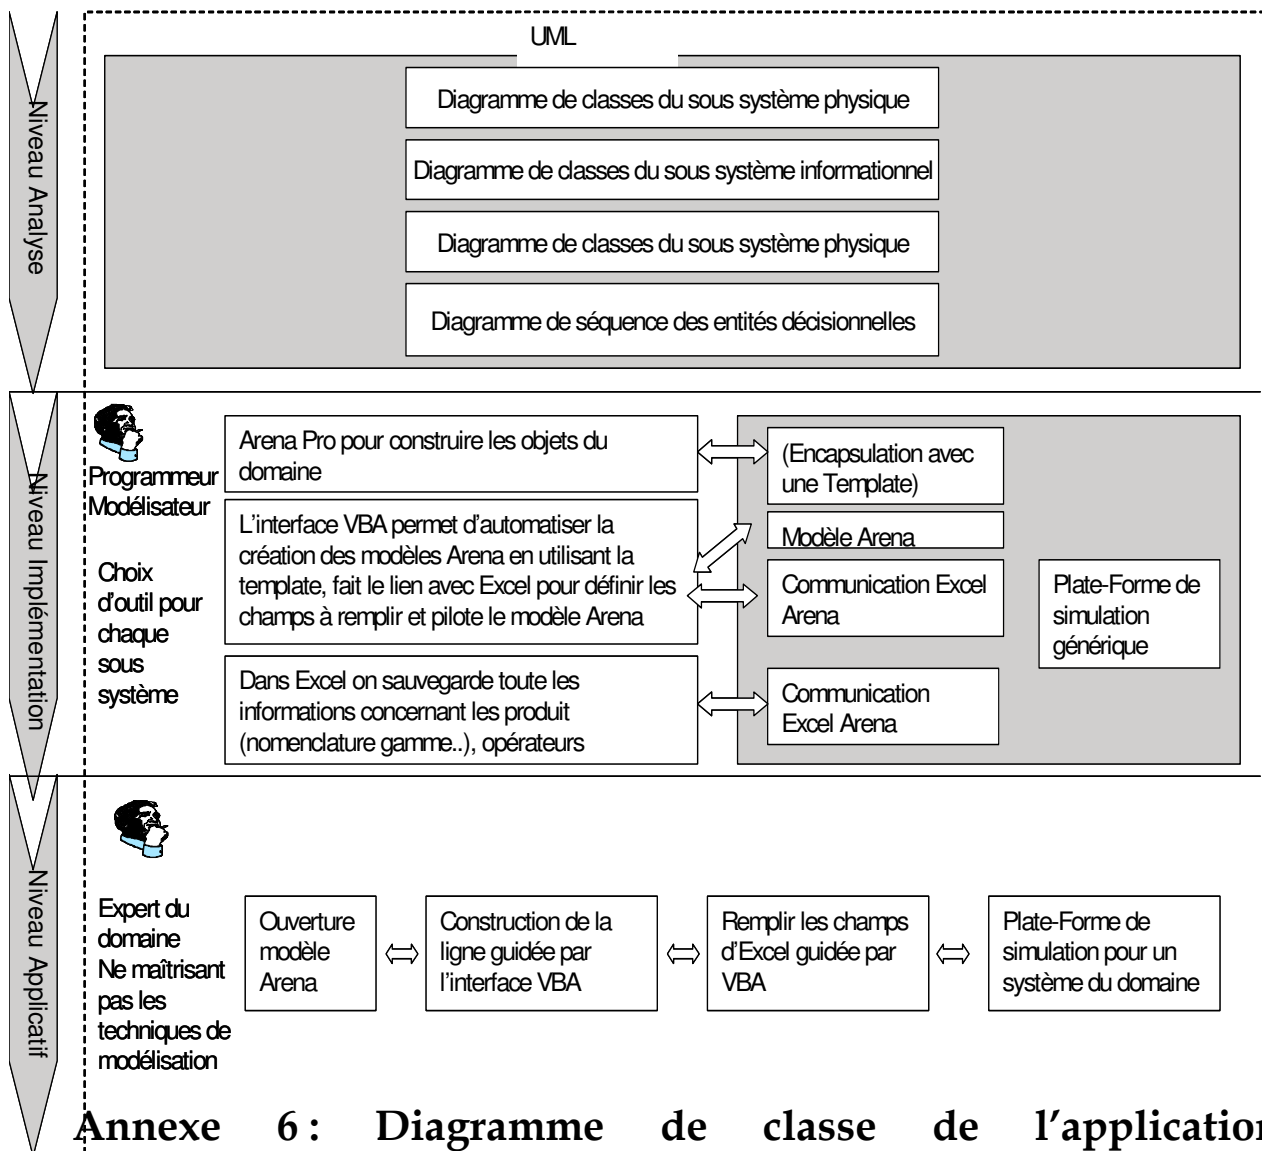 UML
Diagramme de classes du sous système physique
Diagramme de classes du sous système informationnel
Diagramme de classes du sous système physique
Diagramme de séquence des entités décisionnelles
Niveau Analyse
Programmeur
Modélisateur
Choix
d'outil pour
chaque
sous
système
Arena Pro pour construire les objets du
domaine
L'interface VBA permet d'automatiser la
création des modèles Arena en utilisant la
template, fait le lien avec Excel pour définir les
champs à remplir et pilote le modèle Arena
Dans Excel on sauvegarde toute les
informations concernant les produit
(nomenclature gamme..), opérateurs
(Encapsulation avec
une Template)
Modèle Arena
Communication Excel
Arena
Communication
Excel Arena
Plate-Forme de
simulation
générique
Niveau Implémentation
Expert du
domaine
Ne maîtrisant
pas les
techniques de
modélisation
Ouverture
modèle
Arena
Construction de la
ligne guidée par
l'interface VBA
Remplir les champs
d'Excel guidée par
VBA
Plate-Forme de
simulation pour un
système du domaine
Niveau Applicatif
Annexe 6 : Diagramme de classe de l'application